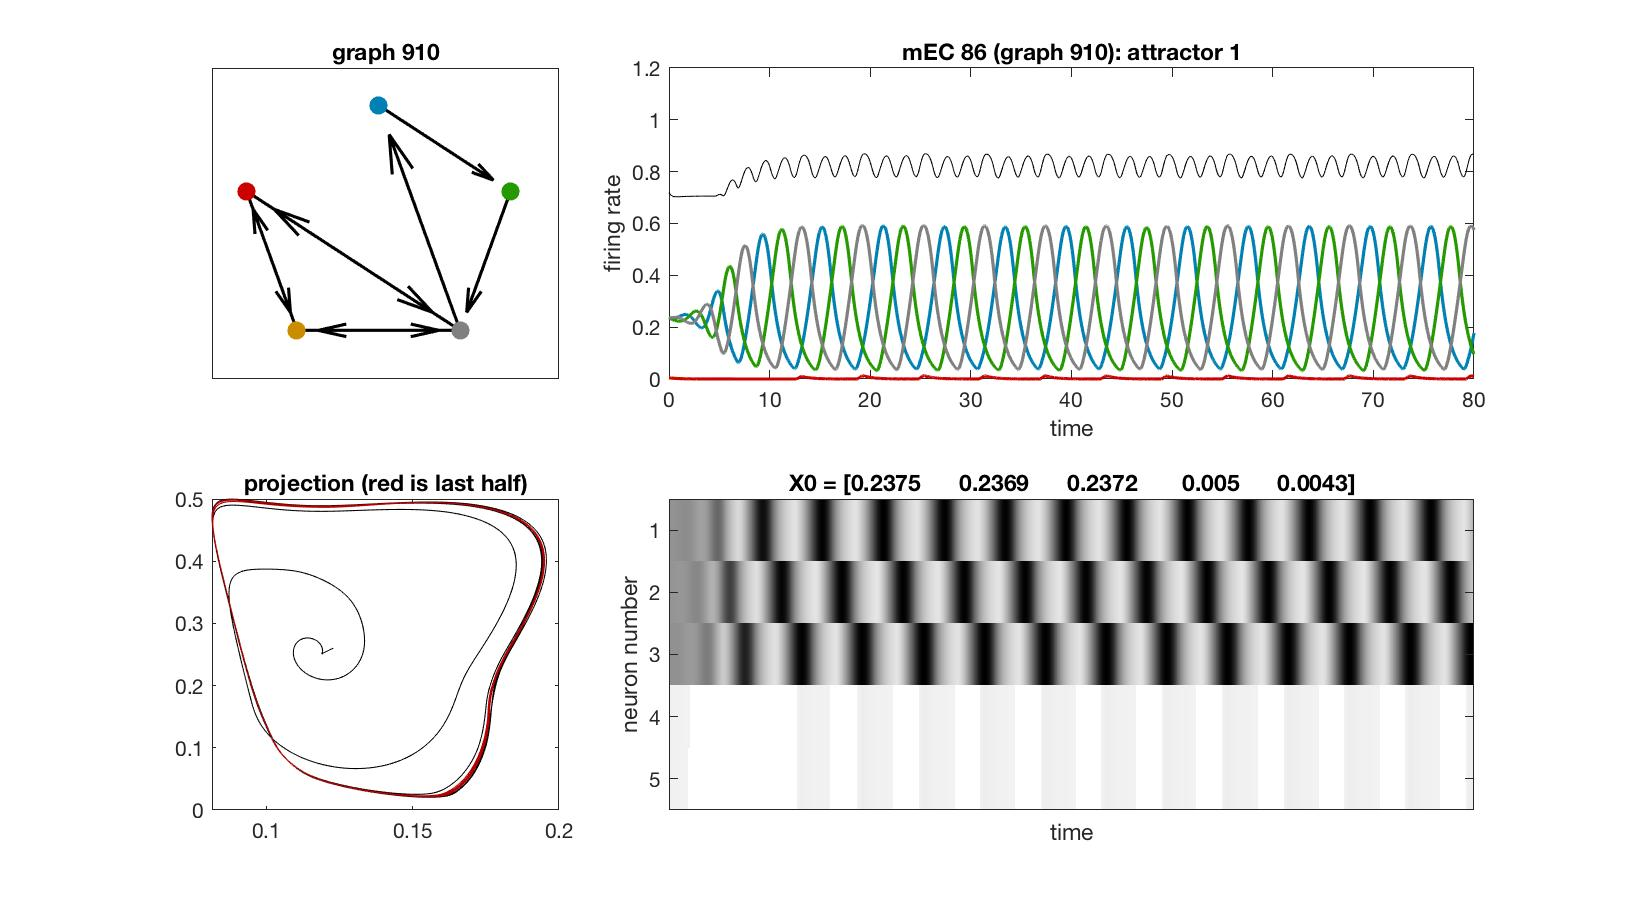 graph 910
mEC 86 (graph 910): attractor 1
1.2
1
0.8
0.6
0.4
0.2
0
firing rate
0 10 20 30 40 50 60 70 80
time
projection (red is last half)
0.5
0.4
0.3
0.2
0.1
0
0.1 0.15 0.2
X0 = [0.2375 0.2369 0.2372 0.005 0.0043]
1
2
3
4
5
neuron number
time